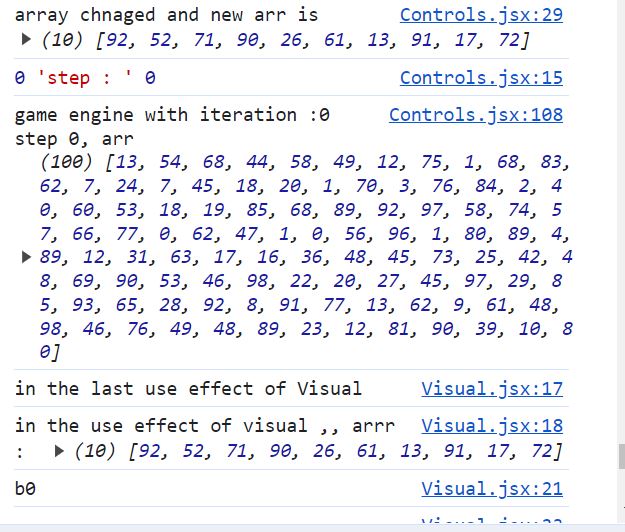 array chnaged and new arr is Controls.jsx:29
(10) [92, 52, 71, 90, 26, 61, 13, 91, 17, 72]
0 'step : ' 0 Controls.jsx:15
game engine with iteration :0 Controls.jsx:108
step 0, arr
(100) [13, 54, 68, 44, 58, 49, 12, 75, 1, 68, 83,
62, 7, 24, 7, 45, 18, 20, 1, 70, 3, 76, 84, 2, 4
0, 60, 53, 18, 19, 85, 68, 89, 92, 97, 58, 74, 5
7, 66, 77, 0, 62, 47, 1, 0, 56, 96, 1, 80, 89, 4,
89, 12, 31, 63, 17, 16, 36, 48, 45, 73, 25, 42, 4
8, 69, 90, 53, 46, 98, 22, 20, 27, 45, 97, 29, 8
5, 93, 65, 28, 92, 8, 91, 77, 13, 62, 9, 61, 48,
98, 46, 76, 49, 48, 89, 23, 12, 81, 90, 39, 10, 8
0]
in the last use effect of Visual Visual.jsx:17
in the use effect of visual ,, arrr Visual.jsx:18
: (10) [92, 52, 71, 90, 26, 61, 13, 91, 17, 72]
b0 Visual.jsx:21